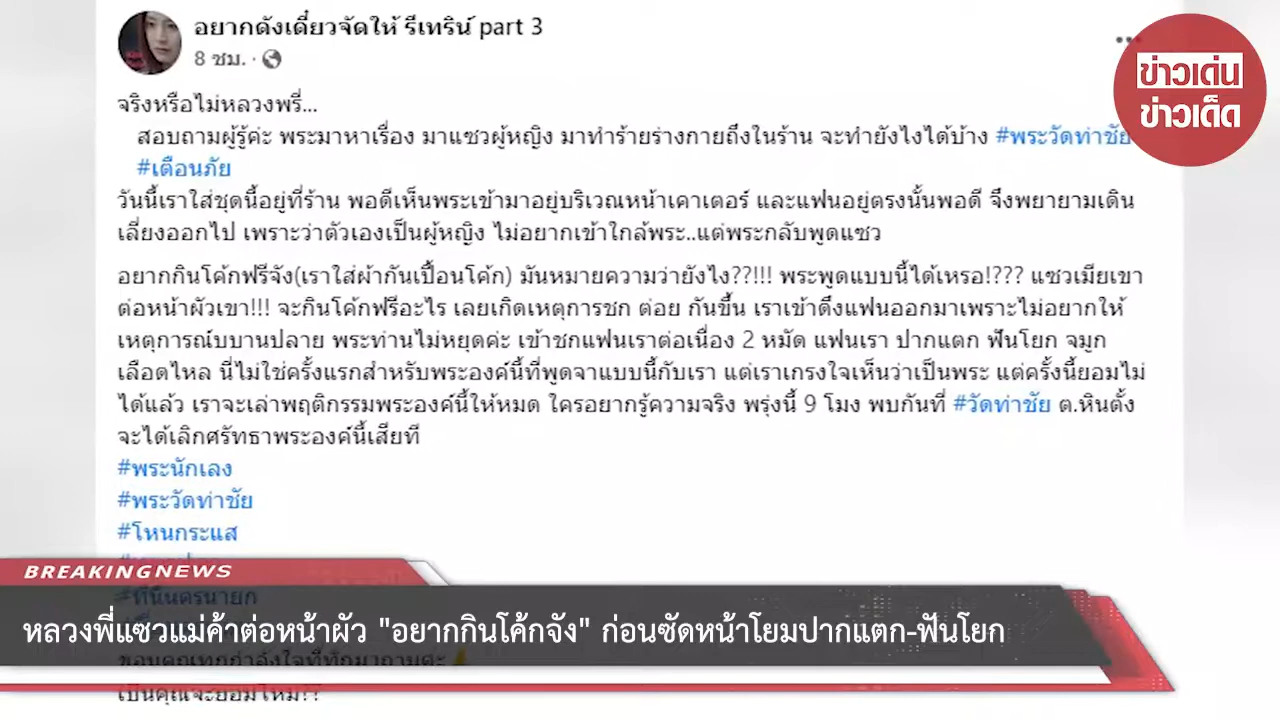 อยากดังเดี๋ยวจัดให้ รีเทริน์ part 3
8 ชม.
ข่าวเด่น
ข่าวเด็ด
จริงหรือไม่หลวงพรี่...
สอบถามผู้รู้ค่ะ พระมาหาเรื่อง มาแซวผู้หญิง มาทำร้ายร่างกายถึงในร้าน จะทำยังไงได้บ้าง #พระวัดท่าชัย
#เตือนภัย
วันนี้เราใส่ชุดนี้อยู่ที่ร้าน พอดีเห็นพระเข้ามาอยู่บริเวณหน้าเคาเตอร์ และแฟนอยู่ตรงนั้นพอดี จึงพยายามเดิน
เลี่ยงออกไป เพราะว่าตัวเองเป็นผู้หญิง ไม่อยากเข้าใกล้พระ..แต่พระกลับพูดแซว
อยากกินโค้กฟรีจัง(เราใส่ผ้ากันเปื้อนโค้ก) มันหมายความว่ายังไง??!!! พระพูดแบบนี้ได้เหรอ!??? แซวเมียเขา
ต่อหน้าผัวเขา!!! จะกินโค้กฟรีอะไร เลยเกิดเหตุการชก ต่อย กันขึ้น เราเข้าดึงแฟนออกมาเพราะไม่อยากให้
เหตุการณ์บบานปลาย พระท่านไม่หยุดค่ะ เข้าชกแฟนเราต่อเนื่อง 2 หมัด แฟนเรา ปากแตก ฟันโยก จมูก
เลือดไหล นี่ไม่ใช่ครั้งแรกสำหรับพระองค์นี้ที่พูดจาแบบนี้กับเรา แต่เราเกรงใจเห็นว่าเป็นพระ แต่ครั้งนี้ยอมไม่
ได้แล้ว เราจะเล่าพฤติกรรมพระองค์นี้ให้หมด ใครอยากรู้ความจริง พรุ่งนี้ 9 โมง พบกันที่ #วัดท่าชัย ต.หินตั้ง
จะได้เลิกศรัทธาพระองค์นี้เสียที
#พระนักเลง
#พระวัดท่าชัย
#โหนกระแส
BREAKING NEWS
#ที่นี่นครนายก
หลวงพี่แซวแม่ค้าต่อหน้าผัว "อยากกินโค้กจัง" ก่อนซัดหน้าโยมปากแตก-ฟันโยก
ขอบคุณทุกกำลังใจที่ทักมาถามค่ะ
เป็นคุณจะยอมไหม??